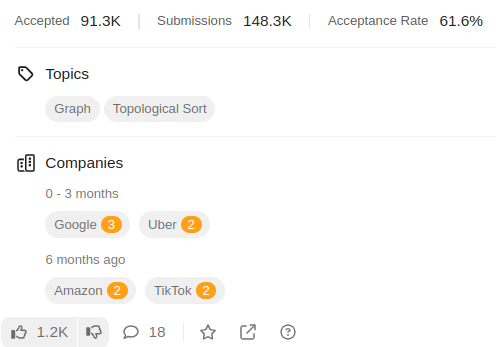 Accepted 91.3K Submissions 148.3K Acceptance Rate 61.6%
Topics
Graph Topological Sort
Companies
0 - 3 months
Google 3 Uber 2
6 months ago
Amazon 2 TikTok 2
1.2K 18